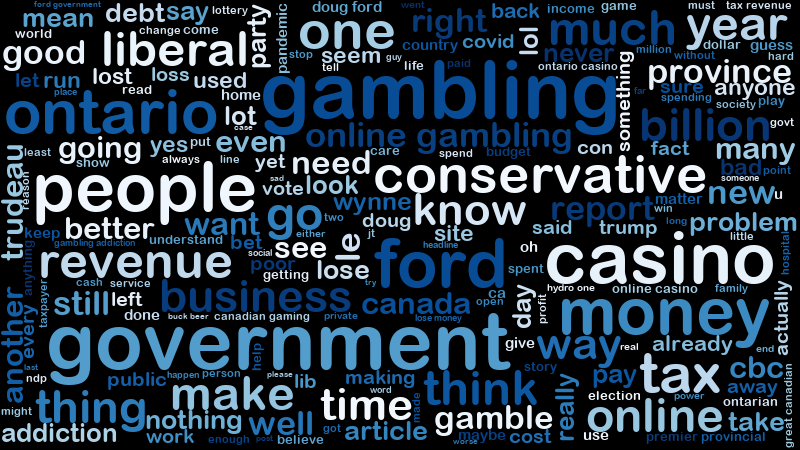 ford government
mean
debt
say
lottery
doug ford
went
back
income
game
must
tax revenue
world
change
come
party
pandemic
one
right
much
year
good
liberal
stop
seem
guy
country
covid
lol
never
million
without
dollar
guess
hard
let
run
lost
loss
used
tell
life
paid
ontario casino
something
province
place
read
home
gambling
far
sure
anyone
spending
society
play
ontario
lot
case
online gambling
billion
govt
going
yes
put
even
care
spend
budget
con
fact
many
least
show
always
line
yet
need
conservative
bad
point
trudeau
reason
people
sad
vote
look
wynne
know
report
matter
someone
new
u
win
better
want
go
two
doug
site
said
trump
long
problem
keep
gambling addiction
understand
bet
either
jt
headline
little
anything
revenue
social
see
le
ford
oh
casino
hospital
poor
getting
lose
try
spent
cash
service
ca
hydro one
online casino
family
taxpayer
still
left
business
canada
open
day
profit
money
actually
another
every
done
buck beer
canadian gaming
private
lose money
government
give
way
real
already
end
last
help
story
tax
cbc
ndp
public
happen
person
please
lib
making
think
really
pay
away
might
thing
make
word
time
made
gamble
election
power
online
ontarian
great canadian
nothing
well
take
addiction
work
enough
post
believe
got
article
worse
maybe
cost
use
premier
provincial